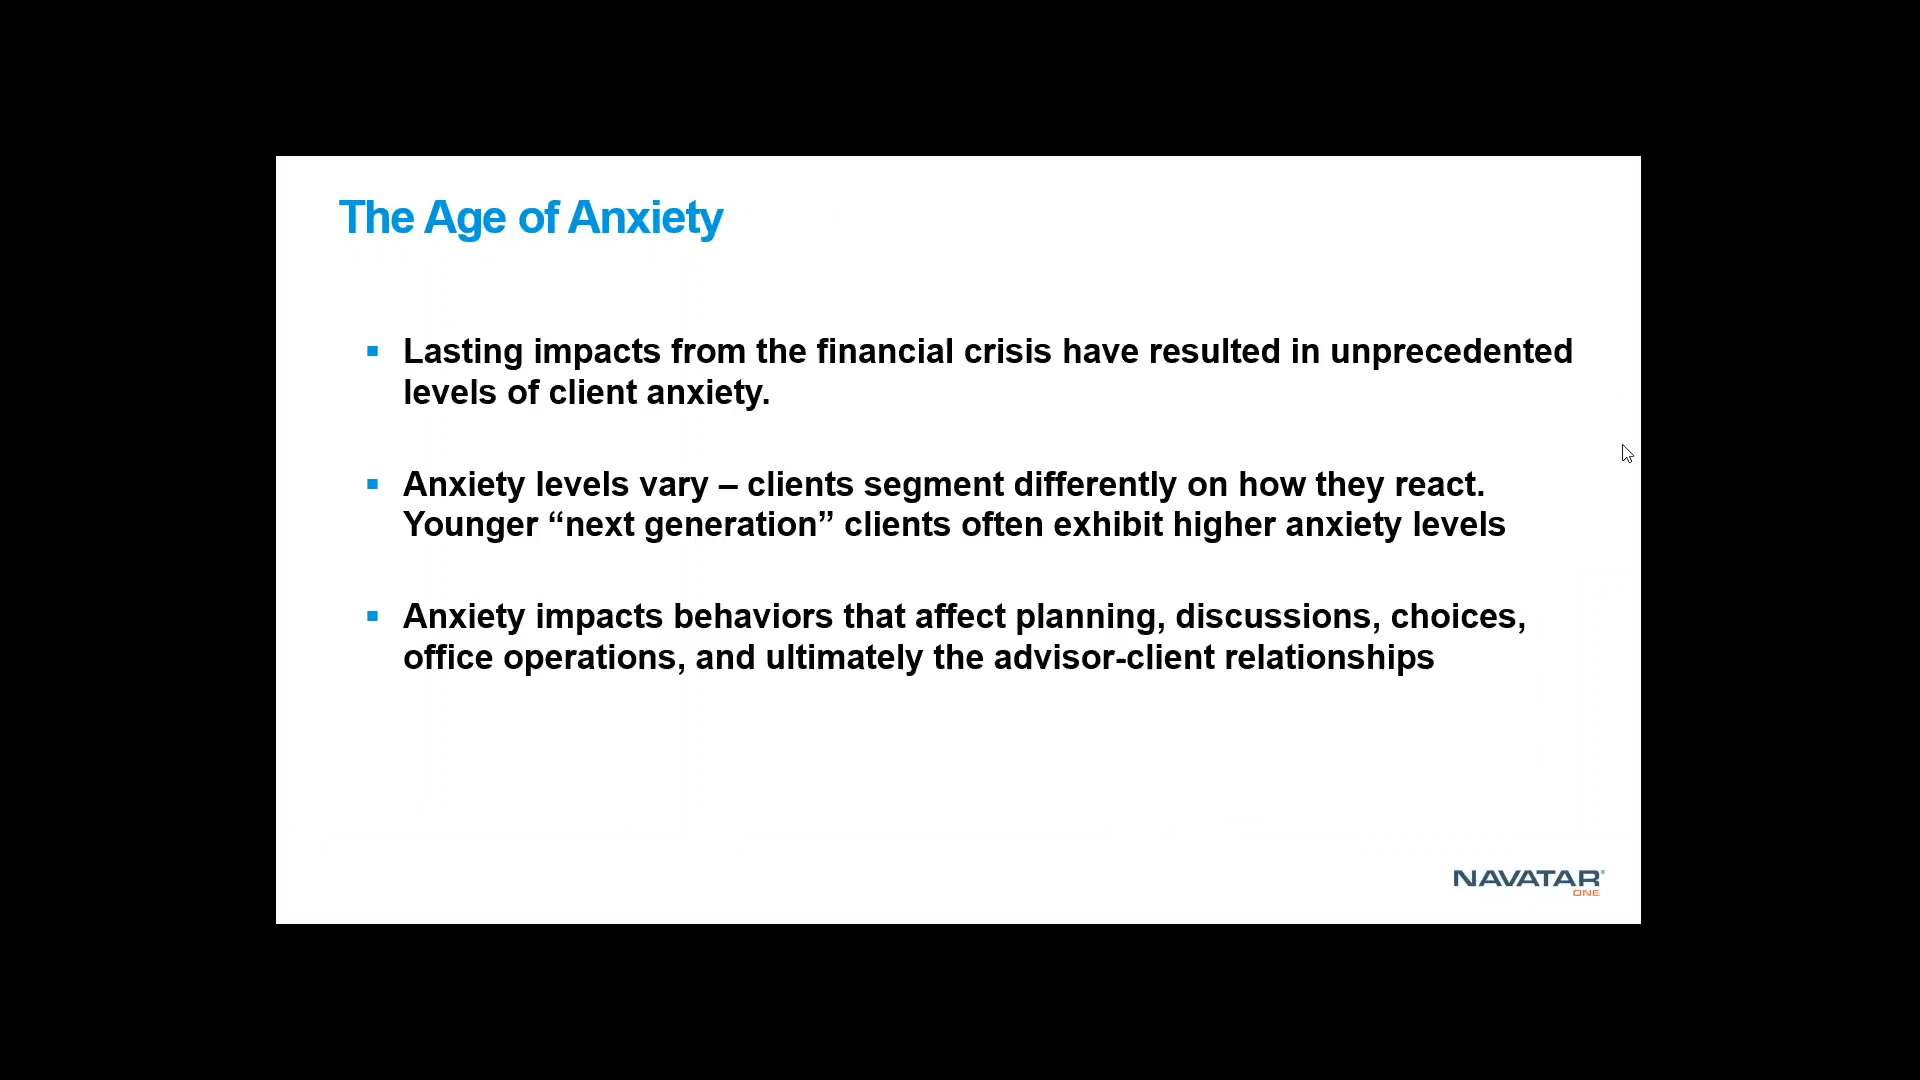 The Age of Anxiety
▪ Lasting impacts from the financial crisis have resulted in unprecedented
levels of client anxiety.
▪ Anxiety levels vary – clients segment differently on how they react.
Younger “next generation” clients often exhibit higher anxiety levels
▪ Anxiety impacts behaviors that affect planning, discussions, choices,
office operations, and ultimately the advisor-client relationships
NAVATAR®
ONE